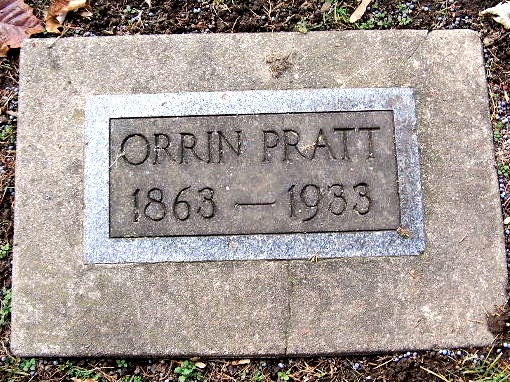 ORRIN PRATT
1863 — 1933